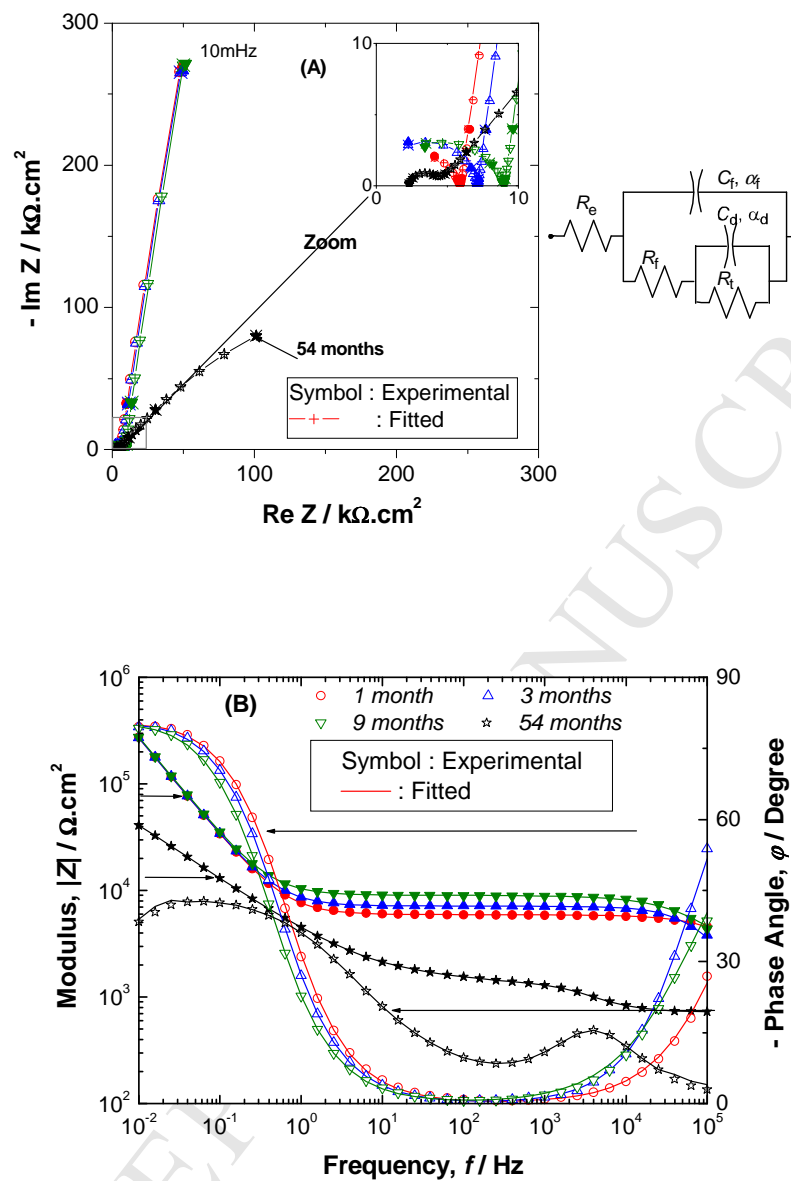 300
200
100
0
0
100
200
300
- Im Z / kΩ.cm²
Re Z / kΩ.cm²
10mHz
(A)
10
5
0
10
Zoom
54 months
Symbol : Experimental
: Fitted
Cf, αf
Cd, αd
Re
Rf
Rt
(B)
1 month
3 months
9 months
54 months
Symbol : Experimental
: Fitted
10⁶
10⁵
10⁴
10³
10²
Modulus, |Z| / Ω.cm²
90
60
30
0
- Phase Angle, φ / Degree
10⁻²
10⁻¹
10⁰
10¹
10²
10³
10⁴
10⁵
Frequency, f / Hz